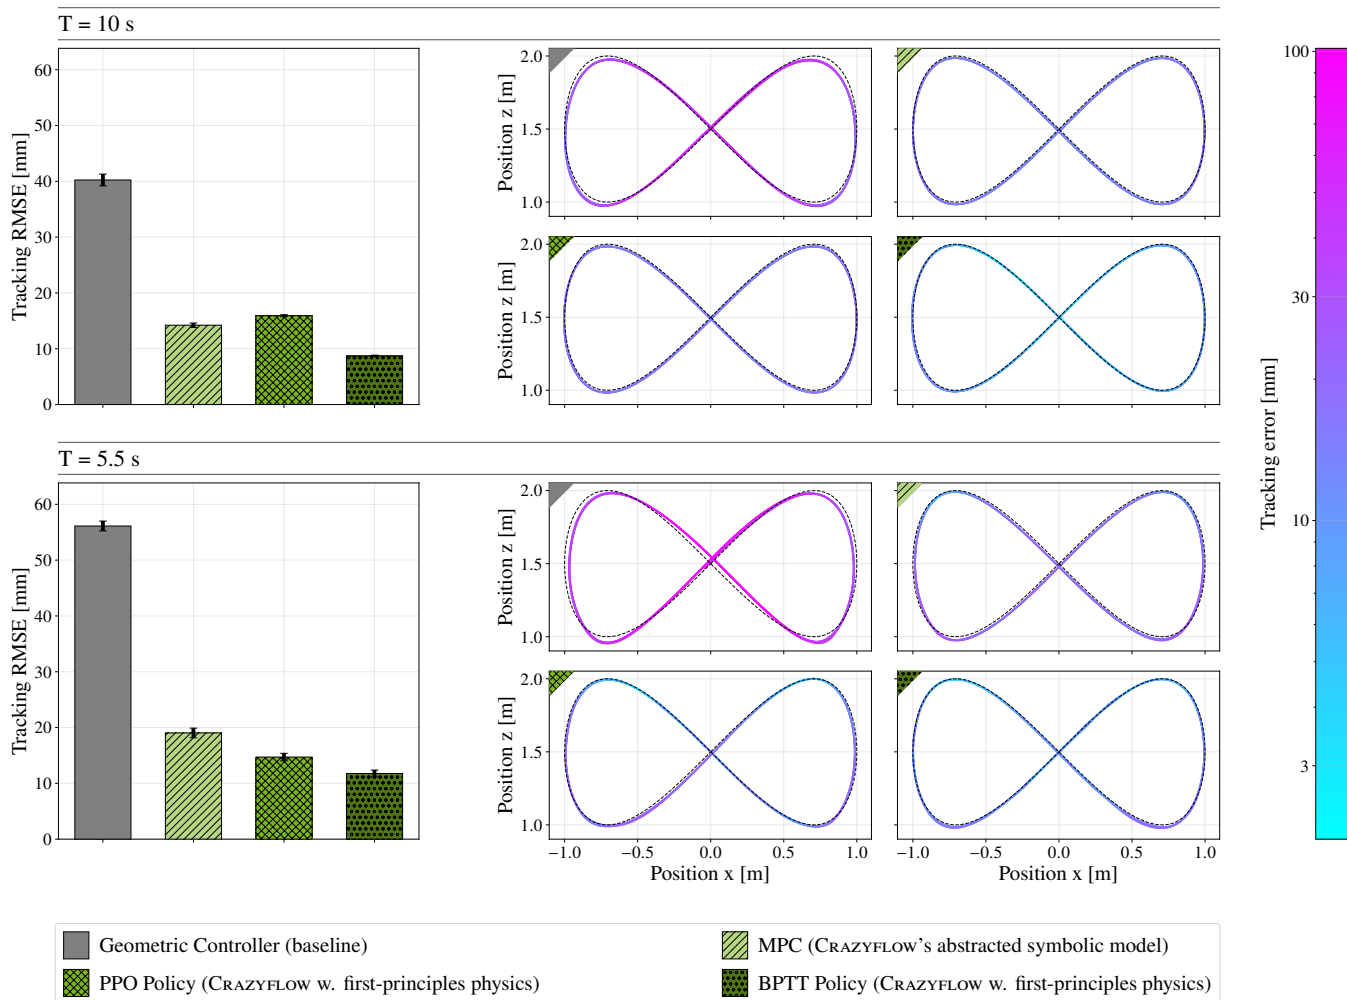 T = 10 s
Tracking RMSE [mm]
60
50
40
30
20
10
0
Position z [m]
2.0
1.5
1.0
Position z [m]
2.0
1.5
1.0
T = 5.5 s
Tracking RMSE [mm]
60
50
40
30
20
10
0
Position z [m]
2.0
1.5
1.0
Position z [m]
2.0
1.5
1.0
−1.0 −0.5 0.0 0.5 1.0
Position x [m]
−1.0 −0.5 0.0 0.5 1.0
Position x [m]
Tracking error [mm]
100
30
10
3
Geometric Controller (baseline)
MPC (CRAZYFLOW's abstracted symbolic model)
PPO Policy (CRAZYFLOW w. first-principles physics)
BPTT Policy (CRAZYFLOW w. first-principles physics)